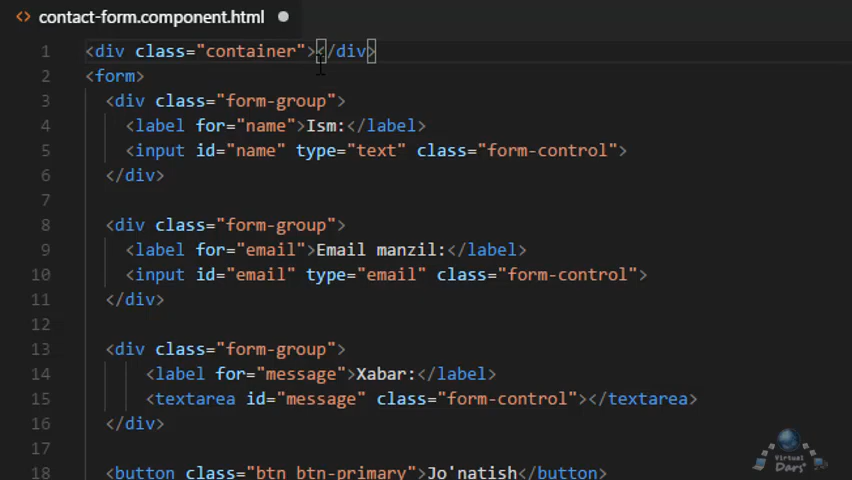 contact-form.component.html
1 <div class="container"></div>
2 <form>
3 <div class="form-group">
4 <label for="name">Ism:</label>
5 <input id="name" type="text" class="form-control">
6 </div>
7
8 <div class="form-group">
9 <label for="email">Email manzil:</label>
10 <input id="email" type="email" class="form-control">
11 </div>
12
13 <div class="form-group">
14 <label for="message">Xabar:</label>
15 <textarea id="message" class="form-control"></textarea>
16 </div>
17
18 <button class="btn btn-primary">Jo'natish</button>
Virtual
Dars